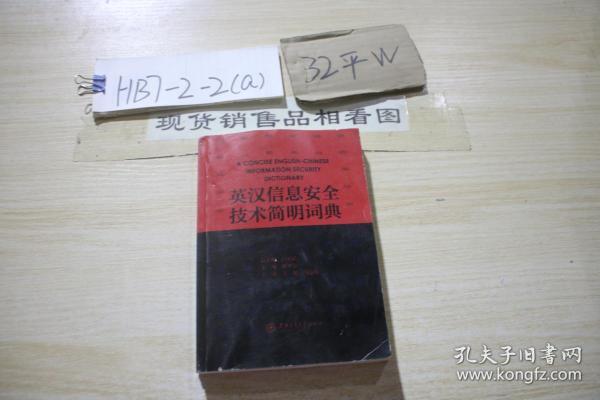 HB7-2-2(a)
32平W
现货销售品相看图
A CONCISE ENGLISH-CHINESE
INFORMATION SECURITY
DICTIONARY
英汉信息安全
技术简明词典
孔夫子旧书网
www.kongfz.com